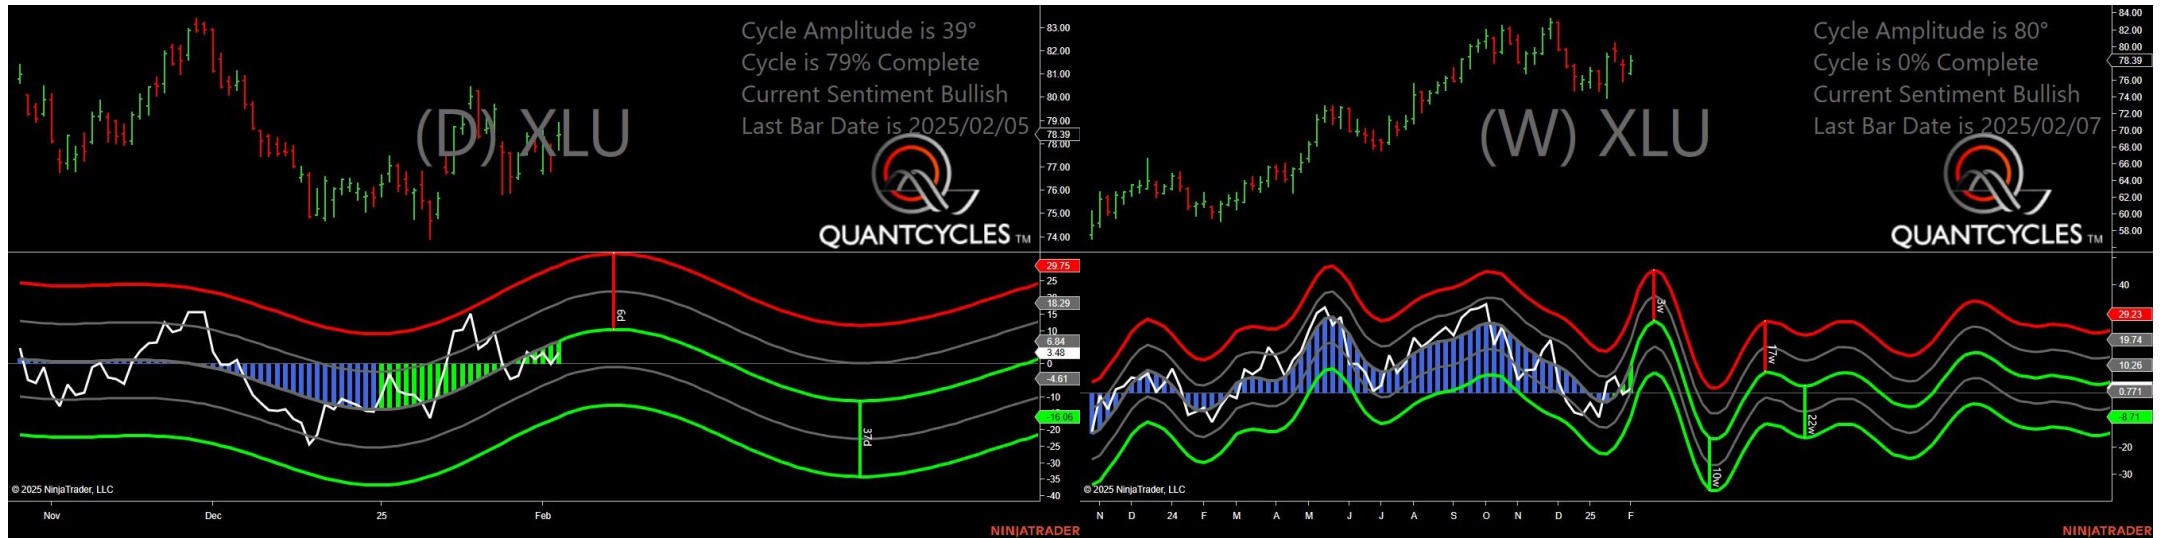 Cycle Amplitude is 39°
Cycle is 79% Complete
Current Sentiment Bullish
Last Bar Date is 2025/02/05
(D) XLU
QUANTCYCLES TM
83.00
82.00
81.00
80.00
79.00
78.39
78.00
77.00
76.00
75.00
74.00
29.75
25
18.29
15
10
6.84
3.48
0
-4.61
-10
-16.06
-20
-25
-30
-35
-40
6d
37d
© 2025 NinjaTrader, LLC
Nov
Dec
25
Feb
NINJATRADER
Cycle Amplitude is 80°
Cycle is 0% Complete
Current Sentiment Bullish
Last Bar Date is 2025/02/07
(W) XLU
QUANTCYCLES TM
84.00
82.00
80.00
78.39
76.00
74.00
72.00
70.00
68.00
66.00
64.00
62.00
60.00
58.00
40
29.23
19.74
10.26
0.771
-8.71
-20
-30
3w
10w
17w
22w
© 2025 NinjaTrader, LLC
N D 24 F M A M J J A S O N D 25 F
NINJATRADER